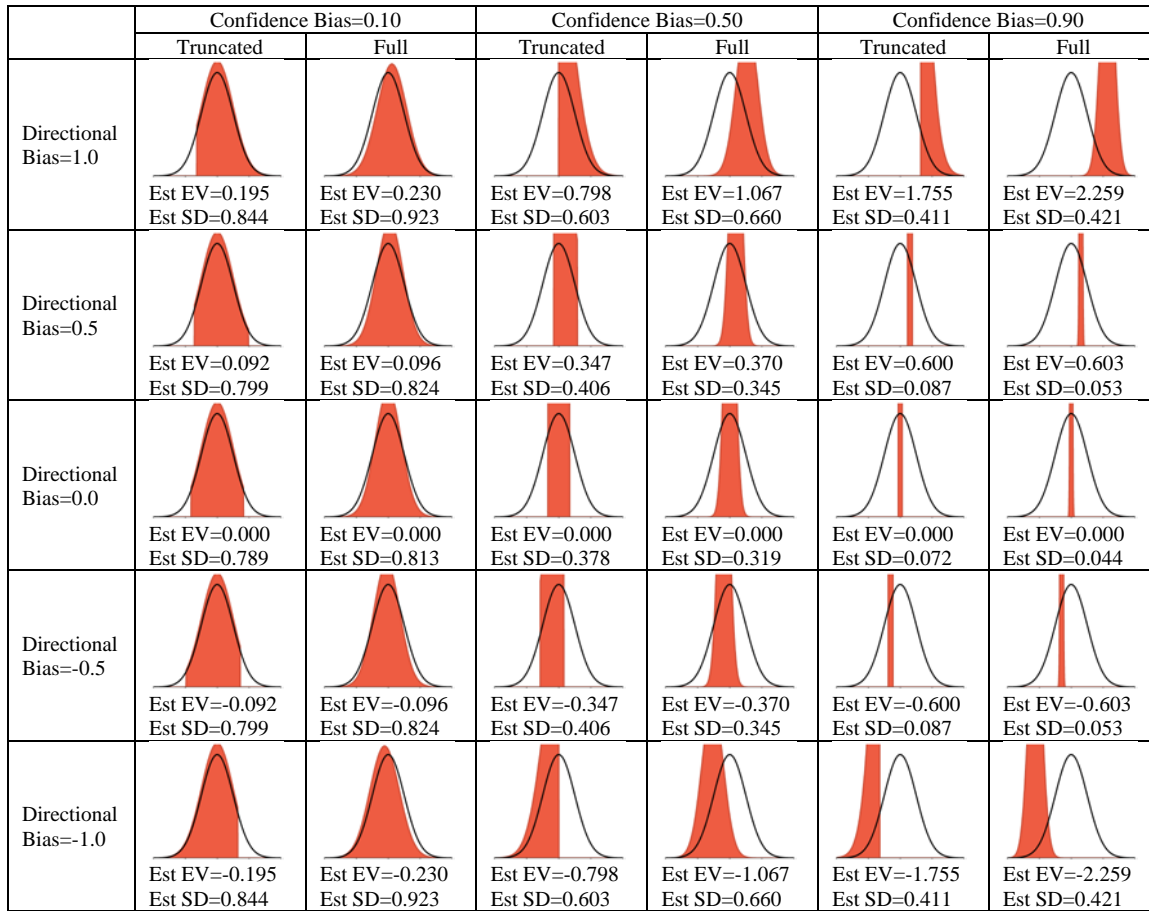 Confidence Bias=0.10 Confidence Bias=0.50 Confidence Bias=0.90
Truncated Full Truncated Full Truncated Full
Directional
Bias=1.0
Est EV=0.195 Est EV=0.230 Est EV=0.798 Est EV=1.067 Est EV=1.755 Est EV=2.259
Est SD=0.844 Est SD=0.923 Est SD=0.603 Est SD=0.660 Est SD=0.411 Est SD=0.421
Directional
Bias=0.5
Est EV=0.092 Est EV=0.096 Est EV=0.347 Est EV=0.370 Est EV=0.600 Est EV=0.603
Est SD=0.799 Est SD=0.824 Est SD=0.406 Est SD=0.345 Est SD=0.087 Est SD=0.053
Directional
Bias=0.0
Est EV=0.000 Est EV=0.000 Est EV=0.000 Est EV=0.000 Est EV=0.000 Est EV=0.000
Est SD=0.789 Est SD=0.813 Est SD=0.378 Est SD=0.319 Est SD=0.072 Est SD=0.044
Directional
Bias=-0.5
Est EV=-0.092 Est EV=-0.096 Est EV=-0.347 Est EV=-0.370 Est EV=-0.600 Est EV=-0.603
Est SD=0.799 Est SD=0.824 Est SD=0.406 Est SD=0.345 Est SD=0.087 Est SD=0.053
Directional
Bias=-1.0
Est EV=-0.195 Est EV=-0.230 Est EV=-0.798 Est EV=-1.067 Est EV=-1.755 Est EV=-2.259
Est SD=0.844 Est SD=0.923 Est SD=0.603 Est SD=0.660 Est SD=0.411 Est SD=0.421